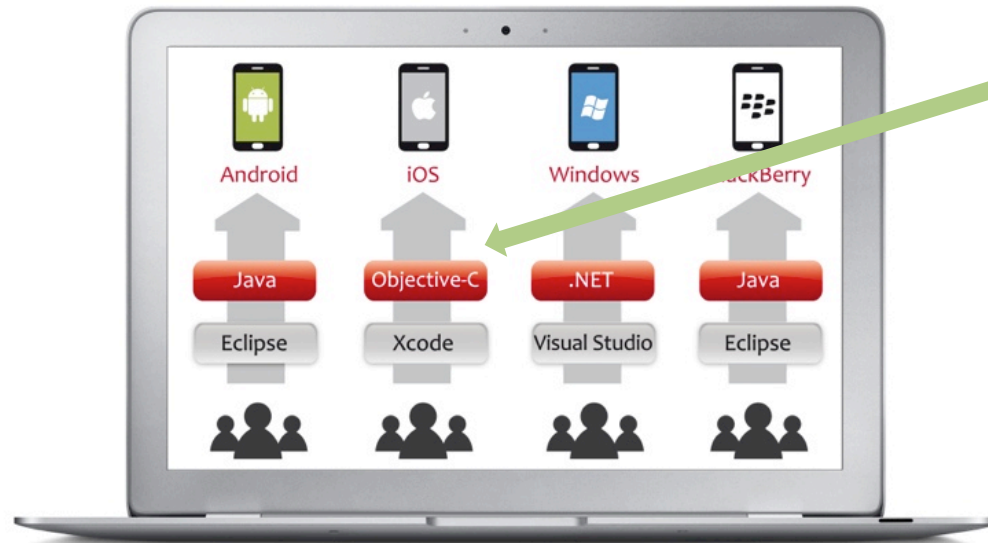 Android iOS Windows ackBerry
Java Objective-C .NET Java
Eclipse Xcode Visual Studio Eclipse